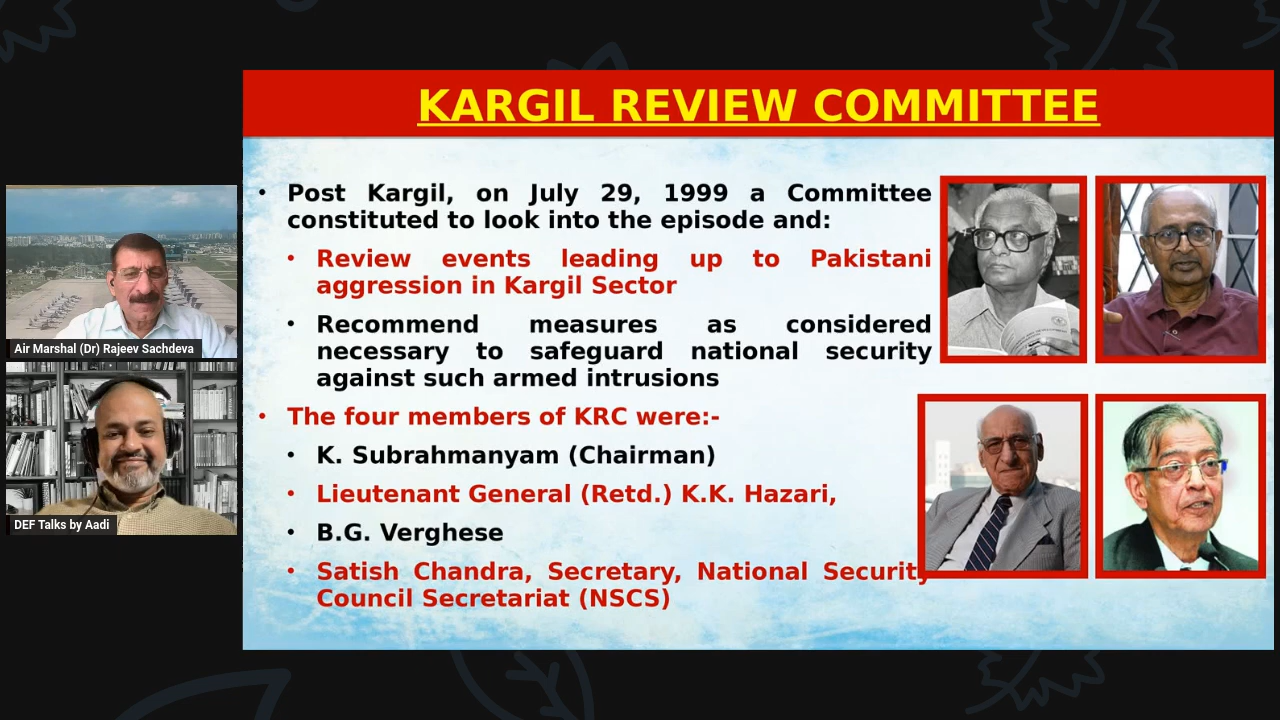 KARGIL REVIEW COMMITTEE
• Post Kargil, on July 29, 1999 a Committee
constituted to look into the episode and:
• Review events leading up to Pakistani
aggression in Kargil Sector
• Recommend measures as considered
necessary to safeguard national security
against such armed intrusions
• The four members of KRC were:-
• K. Subrahmanyam (Chairman)
• Lieutenant General (Retd.) K.K. Hazari,
• B.G. Verghese
• Satish Chandra, Secretary, National Security
Council Secretariat (NSCS)
Air Marshal (Dr) Rajeev Sachdeva
DEF Talks by Aadi